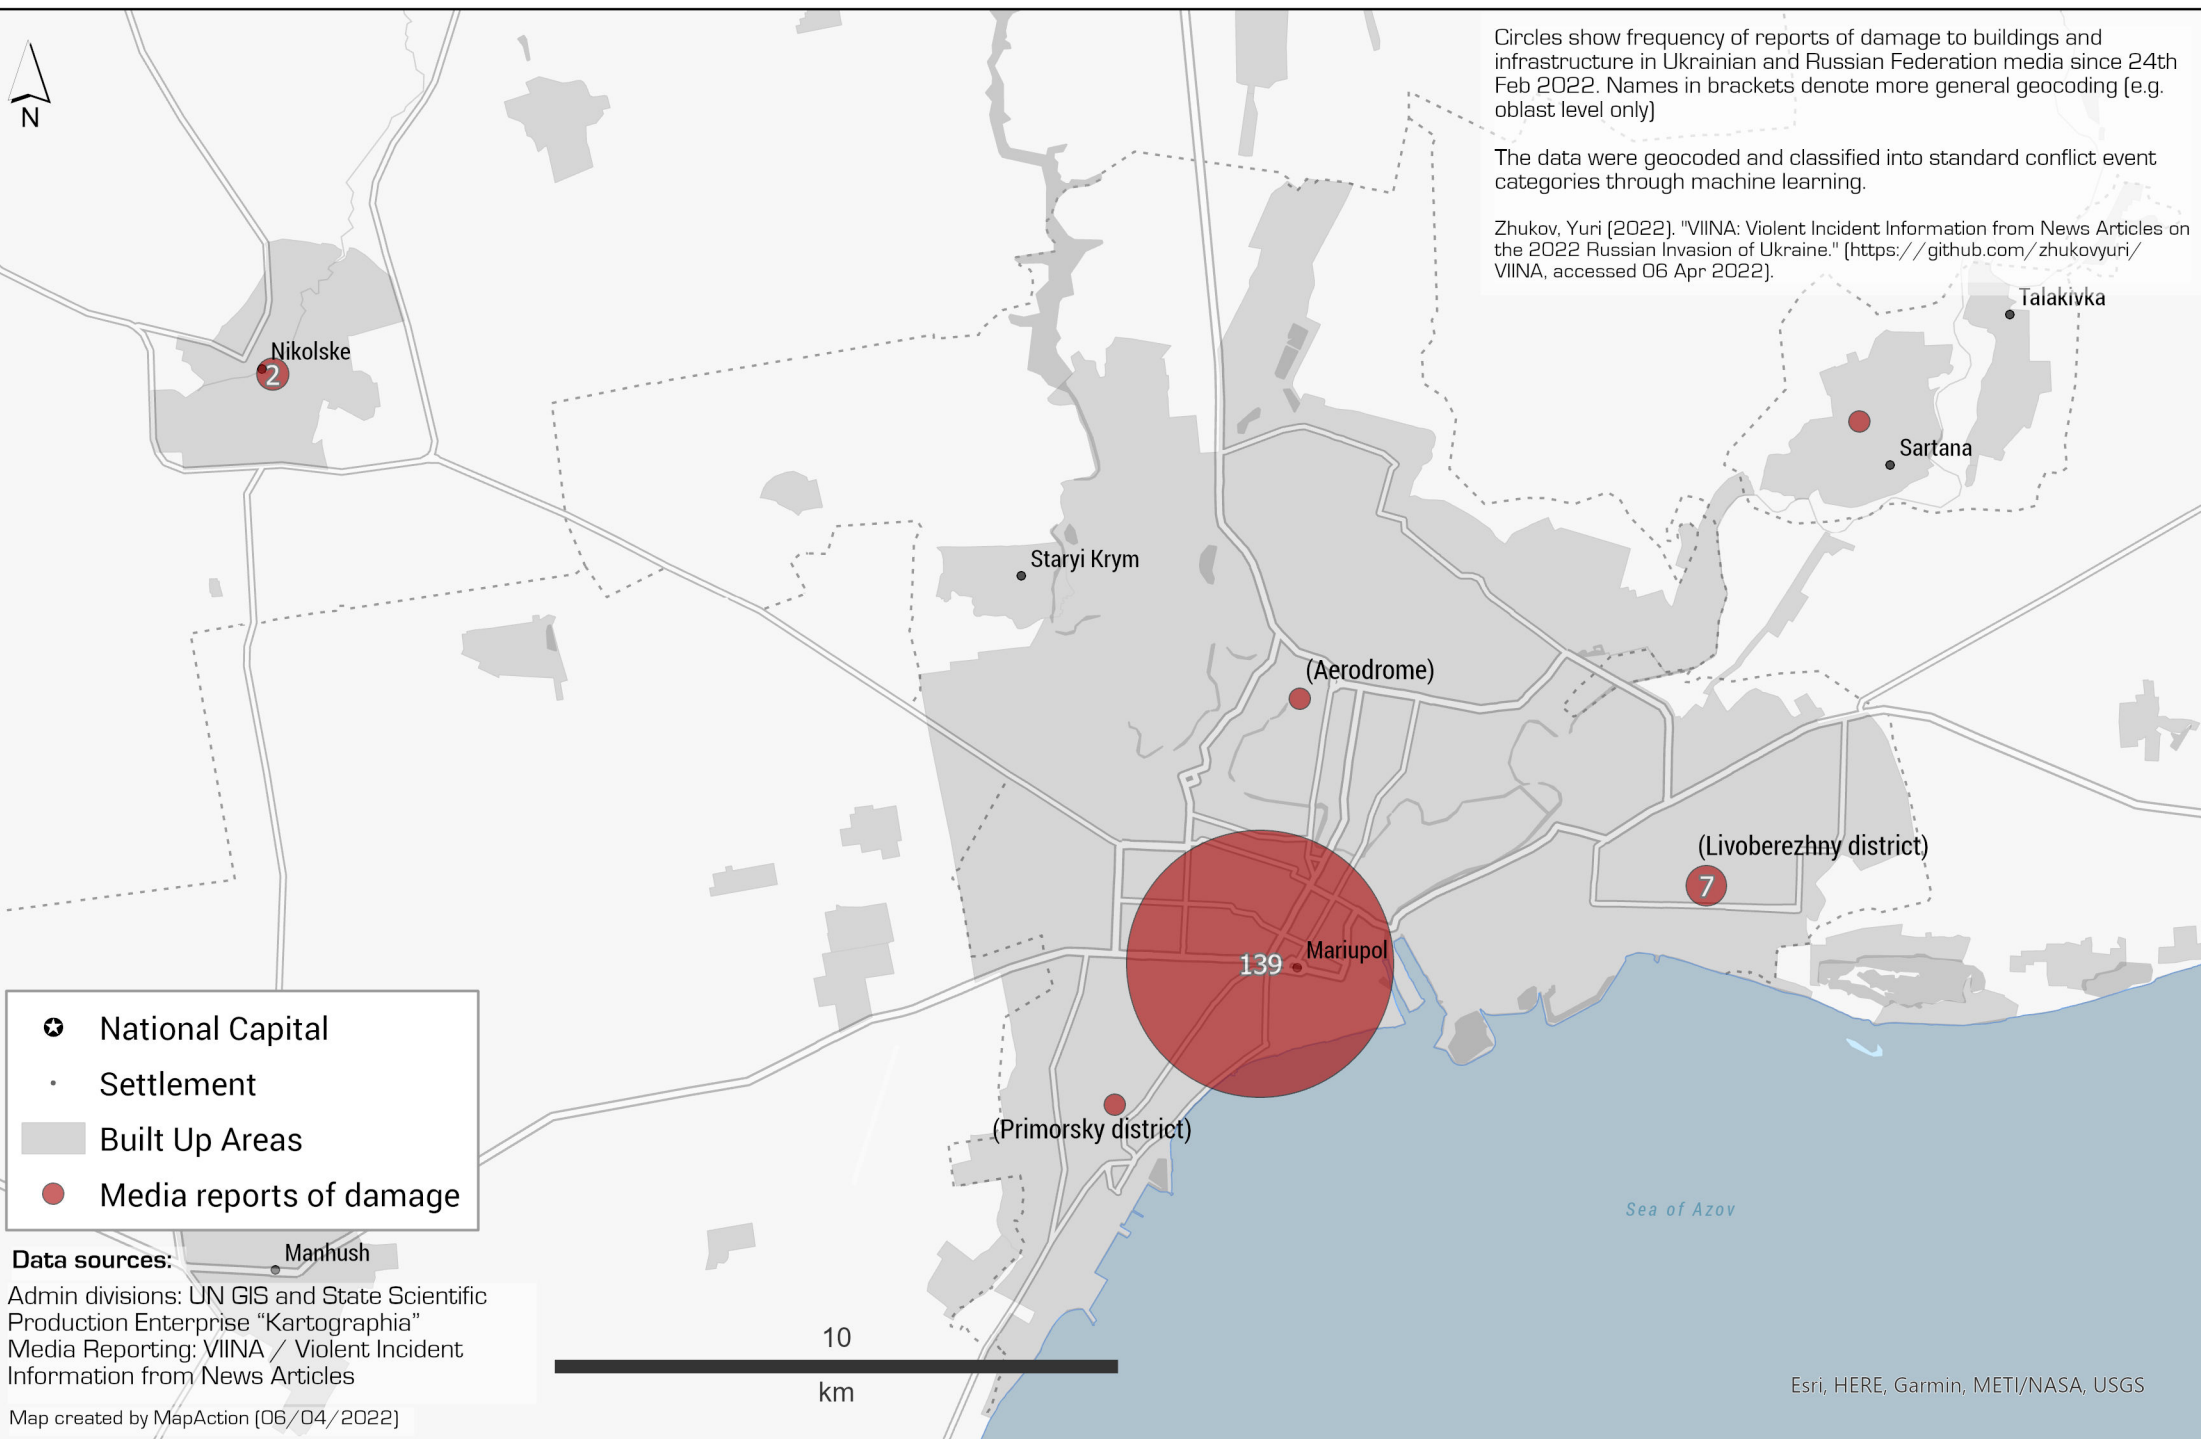 Circles show frequency of reports of damage to buildings and
infrastructure in Ukrainian and Russian Federation media since 24th
Feb 2022. Names in brackets denote more general geocoding (e.g.
oblast level only)
The data were geocoded and classified into standard conflict event
categories through machine learning.
Zhukov, Yuri (2022). "VIINA: Violent Incident Information from News Articles on
the 2022 Russian Invasion of Ukraine." (https://github.com/zhukovyuri/
VIINA, accessed 06 Apr 2022).
N
Talakivka
Nikolske
2
Sartana
Staryi Krym
(Aerodrome)
(Livoberezhny district)
7
Mariupol
139
(Primorsky district)
Sea of Azov
National Capital
Settlement
Built Up Areas
Media reports of damage
Manhush
Data sources:
Admin divisions: UN GIS and State Scientific
Production Enterprise “Kartographia”
Media Reporting: VIINA / Violent Incident
Information from News Articles
Map created by MapAction (06/04/2022)
10
km
Esri, HERE, Garmin, METI/NASA, USGS